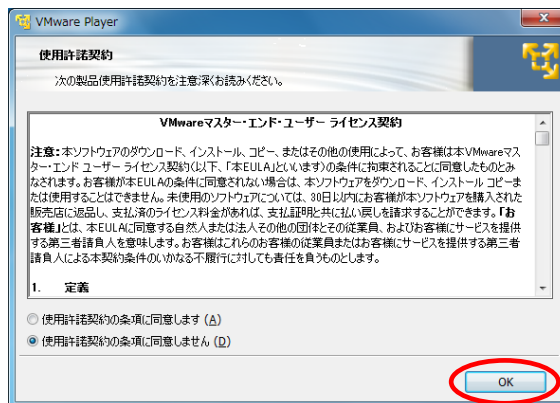 VMware Player
使用許諾契約
次の製品使用許諾契約を注意深くお読みください。
VMwareマスター・エンド・ユーザー ライセンス契約
注意:本ソフトウェアのダウンロード、インストール、コピー、またはその他の使用によって、お客様は本VMwareマス
ター・エンド ユーザー ライセンス契約(以下、「本EULA」といいます)の条件に拘束されることに同意したものとみ
なされます。お客様が本EULAの条件に同意されない場合は、本ソフトウェアをダウンロード、インストール コピーま
たは使用することはできません。未使用のソフトウェアについては、30日以内にお客様が本ソフトウェアを購入された
販売店に返品し、支払済のライセンス料金があれば、支払証明と共に払い戻しを請求することができます。「お
客様」とは、本EULAに同意する自然人または法人その他の団体とその従業員、およびお客様にサービスを提供
する第三者請負人を意味します。お客様はこれらのお客様の従業員またはお客様にサービスを提供する第三者
請負人による本契約条件のいかなる不履行に対しても責任を負うものとします。
1. 定義
使用許諾契約の条項に同意します (A)
使用許諾契約の条項に同意しません (D)
OK